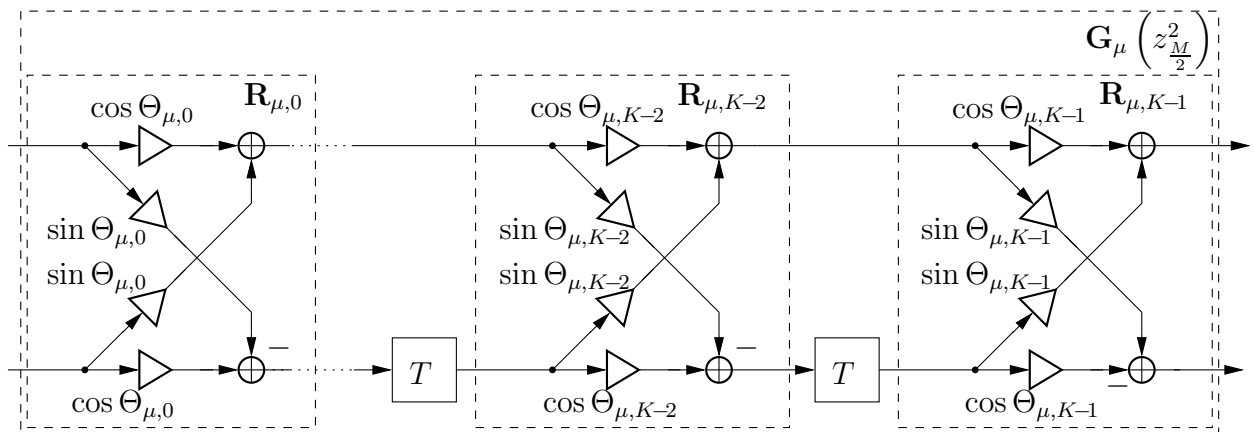 G_μ (z²_{M/2})
R_{μ,0} R_{μ,K-2} R_{μ,K-1}
cos Θ_{μ,0} cos Θ_{μ,K-2} cos Θ_{μ,K-1}
sin Θ_{μ,0} sin Θ_{μ,K-2} sin Θ_{μ,K-1}
sin Θ_{μ,0} sin Θ_{μ,K-2} sin Θ_{μ,K-1}
− − −
T T
cos Θ_{μ,0} cos Θ_{μ,K-2} cos Θ_{μ,K-1}